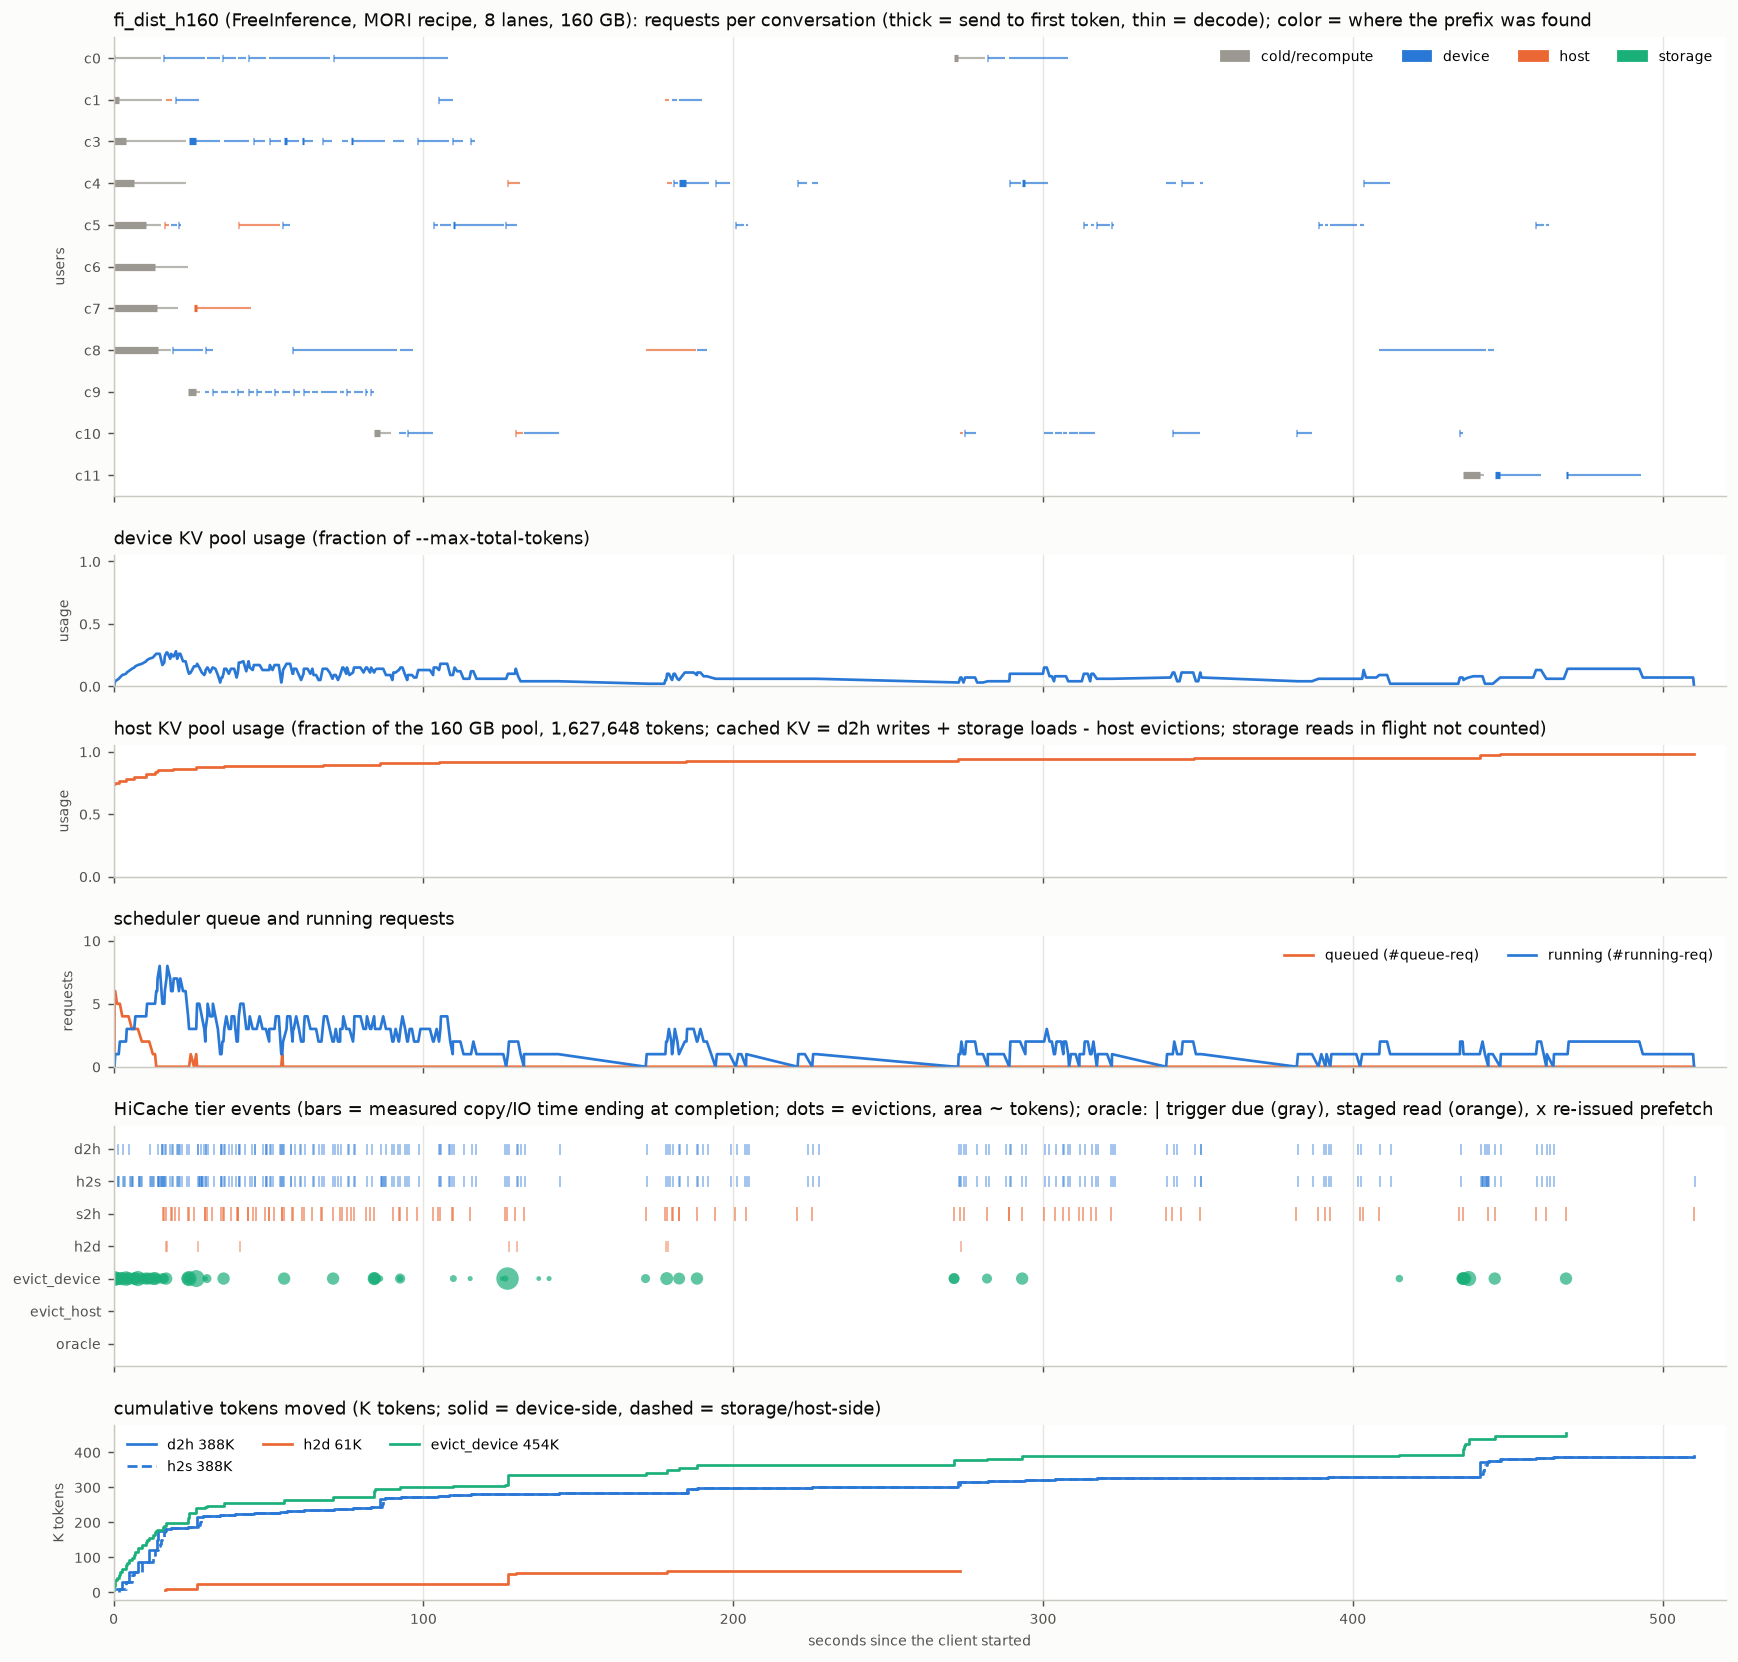 fi_dist_h160 (FreeInference, MORI recipe, 8 lanes, 160 GB): requests per conversation (thick = send to first token, thin = decode); color = where the prefix was found
cold/recompute
device
host
storage
c0
c1
c3
c4
c5
c6
c7
c8
c9
c10
c11
users
device KV pool usage (fraction of --max-total-tokens)
1.0
0.5
0.0
usage
host KV pool usage (fraction of the 160 GB pool, 1,627,648 tokens; cached KV = d2h writes + storage loads - host evictions; storage reads in flight not counted)
1.0
0.5
0.0
usage
scheduler queue and running requests
queued (#queue-req)
running (#running-req)
10
5
0
requests
HiCache tier events (bars = measured copy/IO time ending at completion; dots = evictions, area ~ tokens); oracle: | trigger due (gray), staged read (orange), x re-issued prefetch
d2h
h2s
s2h
h2d
evict_device
evict_host
oracle
cumulative tokens moved (K tokens; solid = device-side, dashed = storage/host-side)
d2h 388K
h2d 61K
evict_device 454K
h2s 388K
400
300
200
100
0
K tokens
0
100
200
300
400
500
seconds since the client started